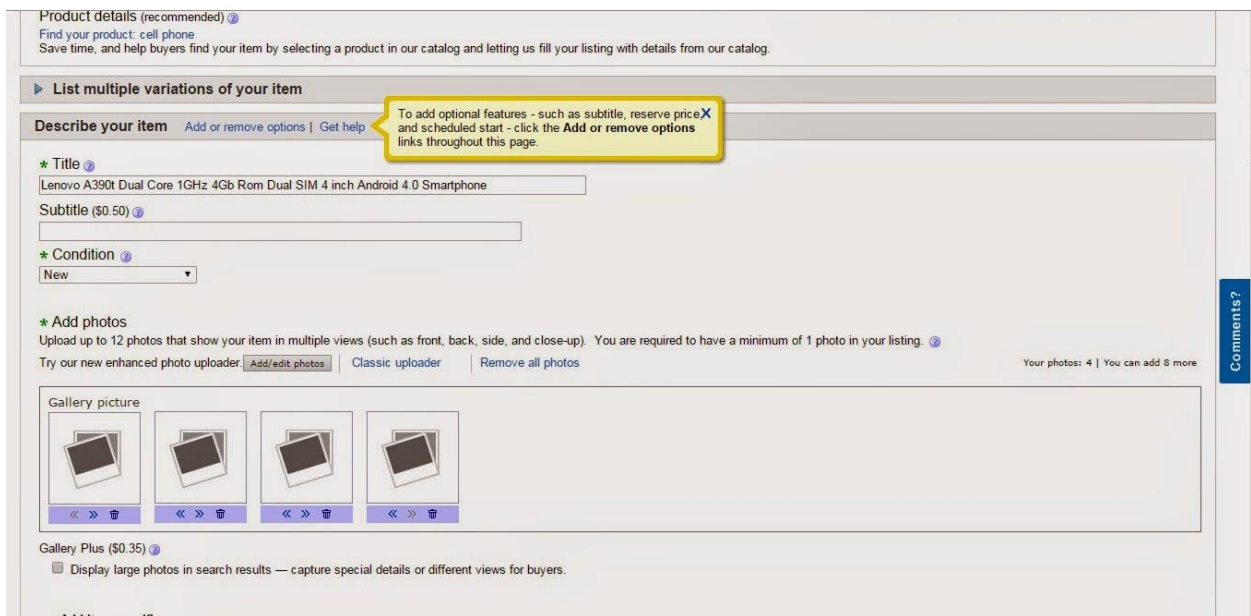 Product details (recommended)
Find your product: cell phone
Save time, and help buyers find your item by selecting a product in our catalog and letting us fill your listing with details from our catalog.
List multiple variations of your item
Describe your item Add or remove options | Get help
To add optional features - such as subtitle, reserve price X
and scheduled start - click the Add or remove options
links throughout this page.
* Title
Lenovo A390t Dual Core 1GHz 4Gb Rom Dual SIM 4 inch Android 4.0 Smartphone
Subtitle ($0.50)
* Condition
New
* Add photos
Upload up to 12 photos that show your item in multiple views (such as front, back, side, and close-up). You are required to have a minimum of 1 photo in your listing.
Try our new enhanced photo uploader. Add/edit photos | Classic uploader | Remove all photos
Your photos: 4 | You can add 8 more
Comments?
Gallery picture
Gallery Plus ($0.35)
Display large photos in search results — capture special details or different views for buyers.